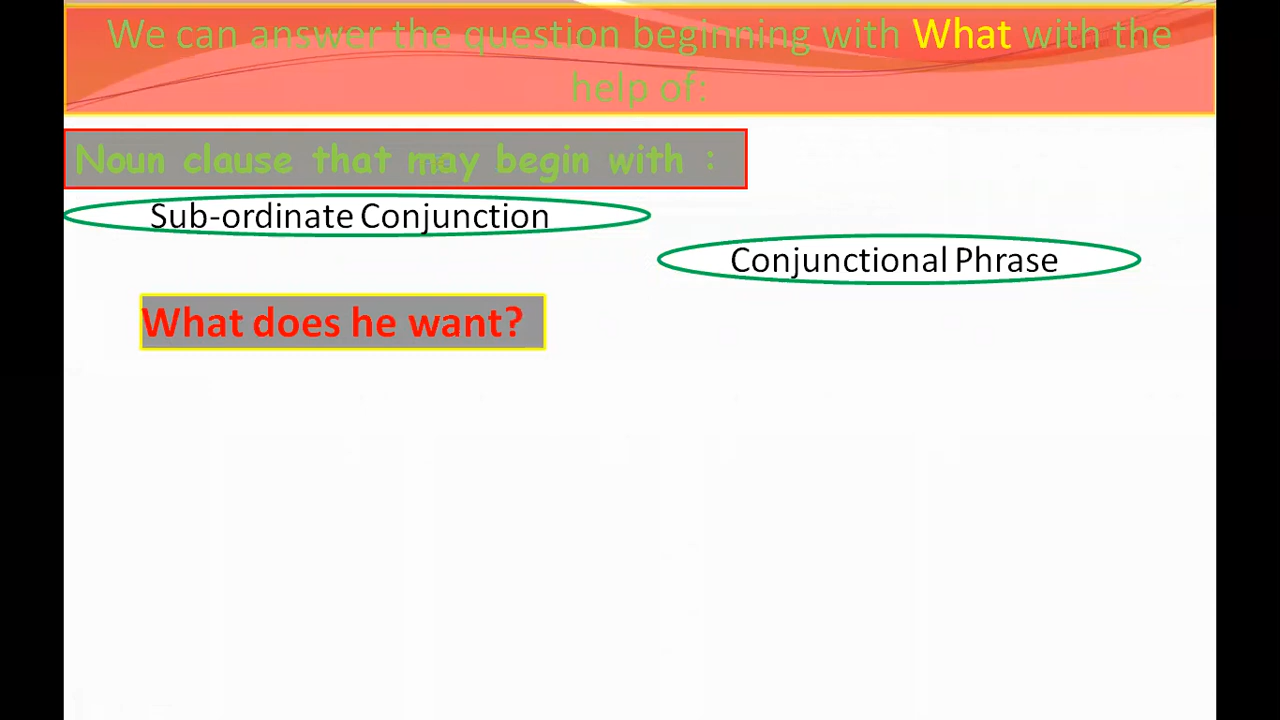 We can answer the question beginning with What with the
help of:
Noun clause that may begin with :
Sub-ordinate Conjunction
Conjunctional Phrase
What does he want?